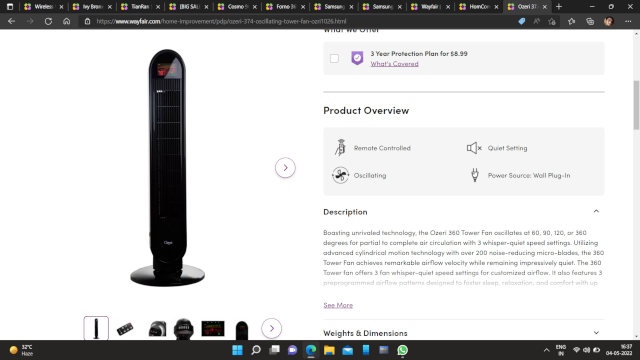 Wireless
Ivy Bronx
TianRan
(BIG SAL
Cosmo 9
Forno 36
Samsung
Samsung
Wayfair |
HomCom
Ozeri 37
https://www.wayfair.com/home-improvement/pdp/ozeri-374-oscillating-tower-fan-ozri1026.html
What We Offer
3 Year Protection Plan for $8.99
What's Covered
Product Overview
Remote Controlled
Quiet Setting
Oscillating
Power Source: Wall Plug-In
Description
Boasting unrivaled technology, the Ozeri 360 Tower Fan oscillates at 60, 90, 120, or 360
degrees for partial to complete air circulation with 3 whisper-quiet speed settings. Utilizing
advanced cylindrical motion technology with over 200 noise-reducing micro-blades, the 360
Tower Fan achieves remarkable airflow velocity while remaining impressively quiet. The 360
Tower fan offers 3 fan whisper-quiet speed settings for customized airflow. It also features 3
preprogrammed airflow patterns designed to foster sleep, relaxation, and comfort with up
See More
Weights & Dimensions
Ozeri
32°C
Haze
ENG
IN
16:37
04-05-2022